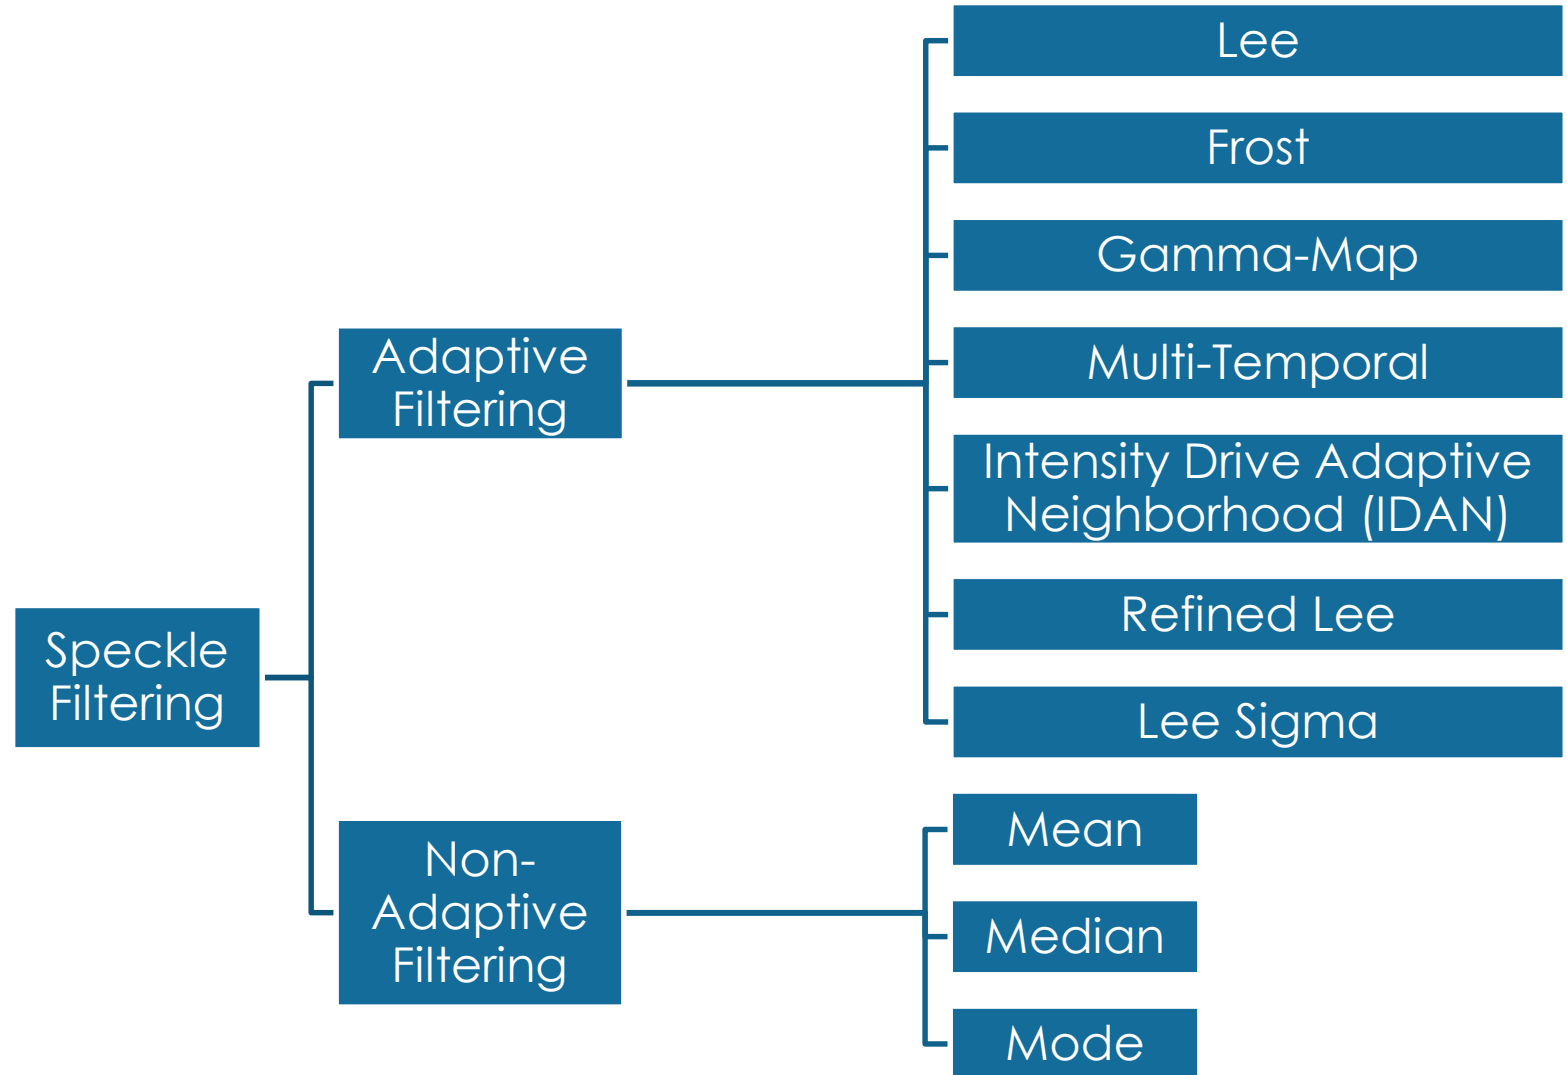 Speckle
Filtering
Adaptive
Filtering
Lee
Frost
Gamma-Map
Multi-Temporal
Intensity Drive Adaptive
Neighborhood (IDAN)
Refined Lee
Lee Sigma
Non-
Adaptive
Filtering
Mean
Median
Mode